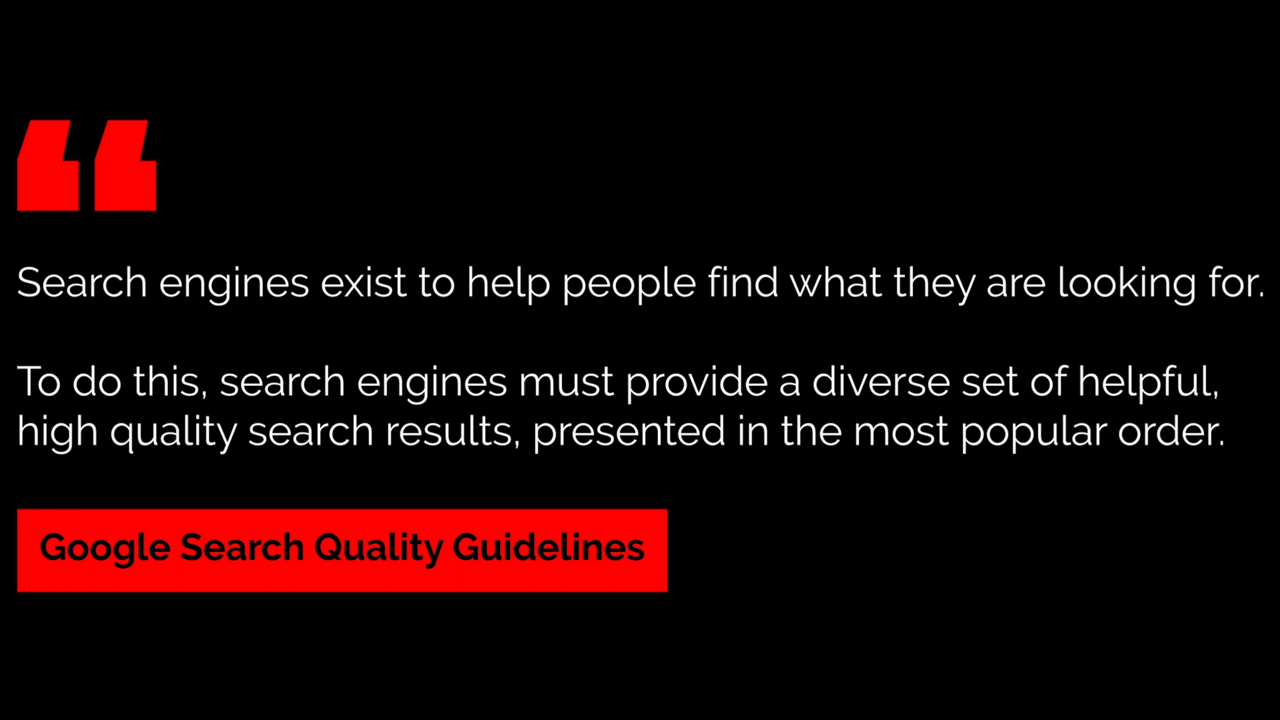 “
Search engines exist to help people find what they are looking for.
To do this, search engines must provide a diverse set of helpful,
high quality search results, presented in the most popular order.
Google Search Quality Guidelines